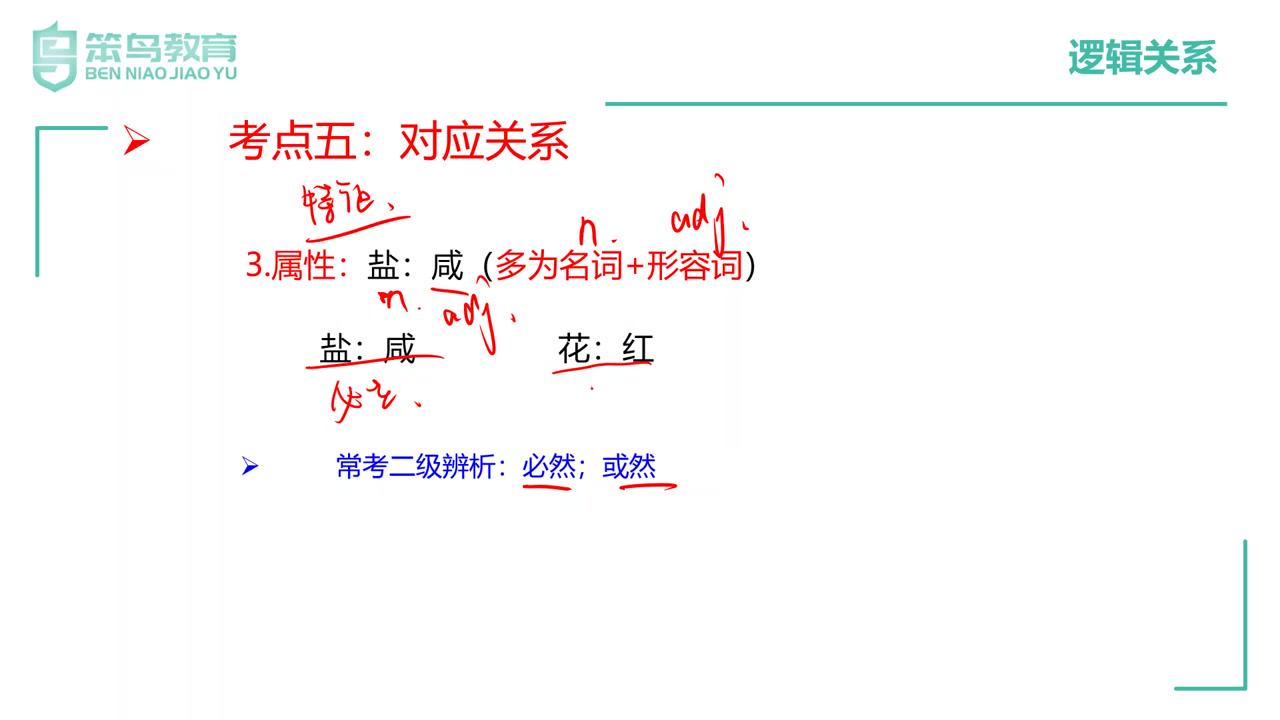 笨鸟教育
BEN NIAO JIAO YU
逻辑关系
考点五：对应关系
特征、
n. adj.
3.属性：盐：咸（多为名词+形容词）
n. adj.
盐：咸 花：红
必
常考二级辨析：必然；或然